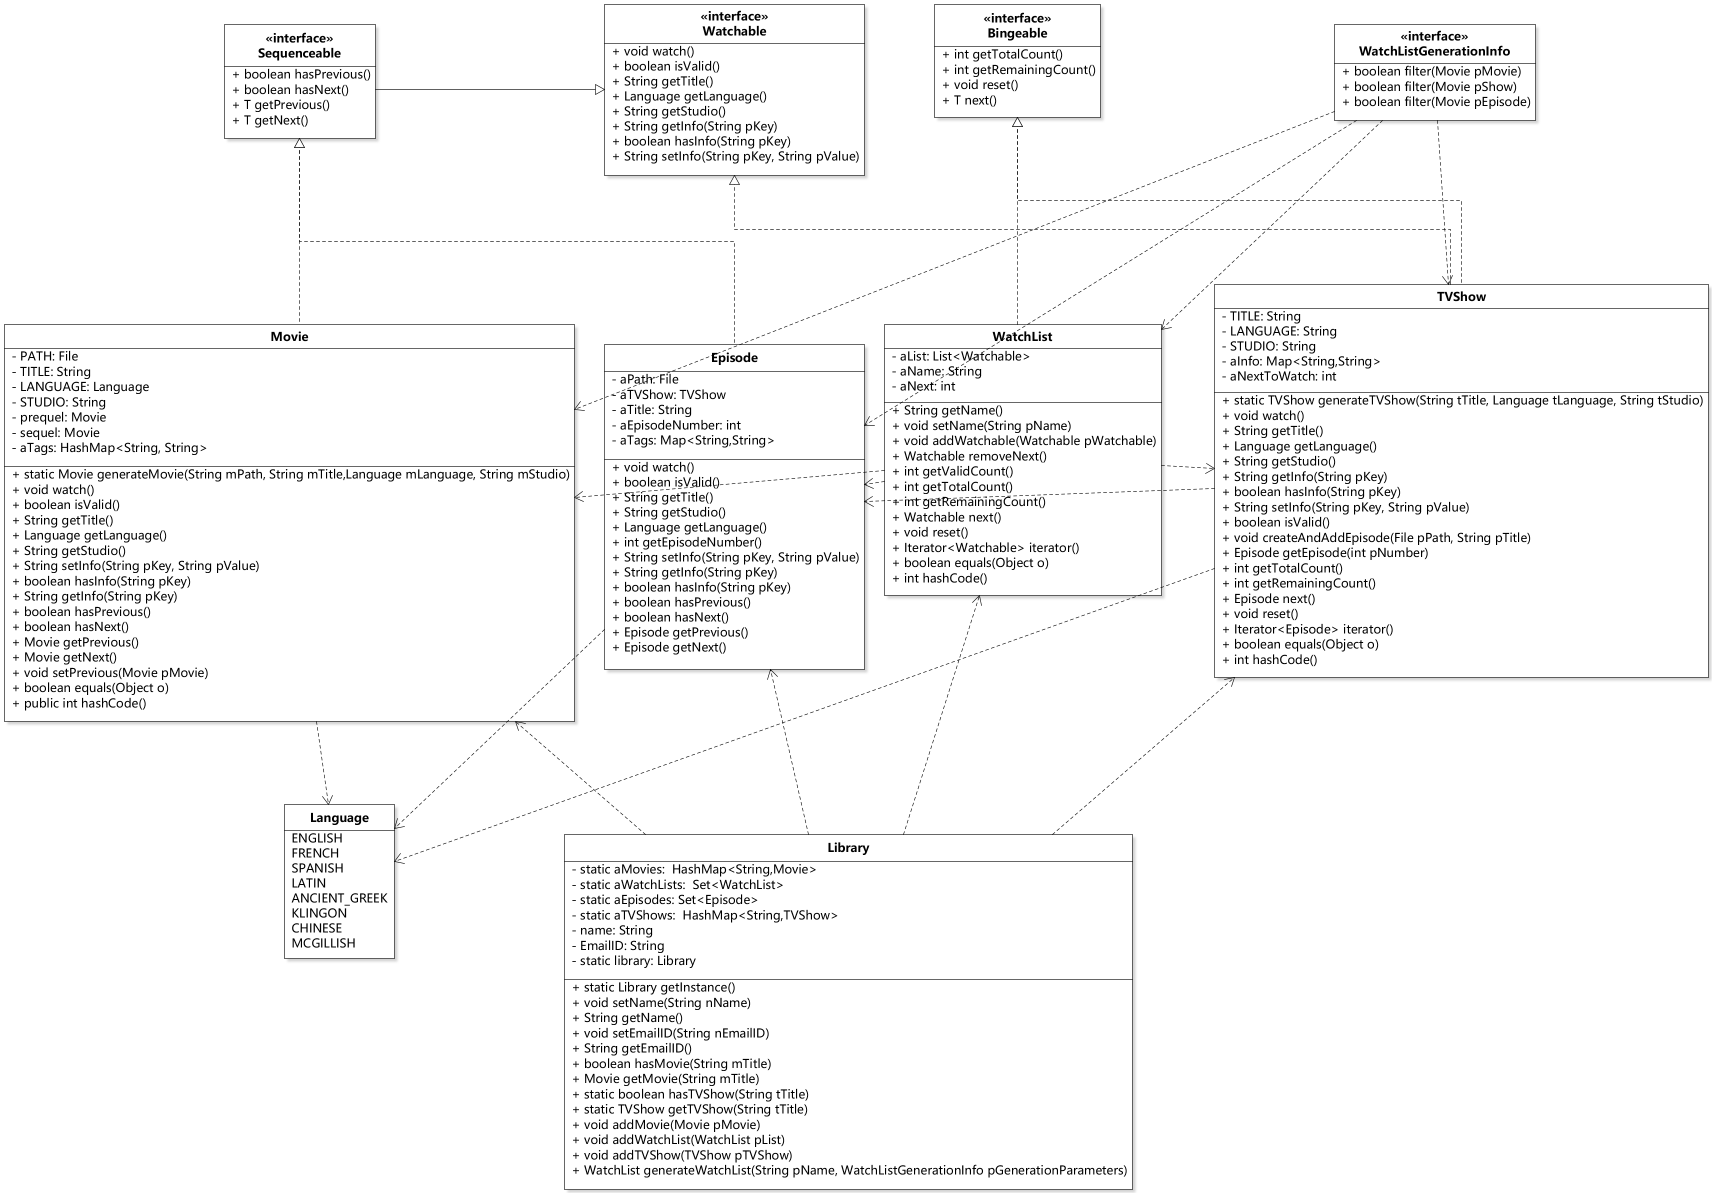 «interface»
Sequenceable
+ boolean hasPrevious()
+ boolean hasNext()
+ T getPrevious()
+ T getNext()
«interface»
Watchable
+ void watch()
+ boolean isValid()
+ String getTitle()
+ Language getLanguage()
+ String getStudio()
+ String getInfo(String pKey)
+ boolean hasInfo(String pKey)
+ String setInfo(String pKey, String pValue)
«interface»
Bingeable
+ int getTotalCount()
+ int getRemainingCount()
+ void reset()
+ T next()
«interface»
WatchListGenerationInfo
+ boolean filter(Movie pMovie)
+ boolean filter(Movie pShow)
+ boolean filter(Movie pEpisode)
Movie
- PATH: File
- TITLE: String
- LANGUAGE: Language
- STUDIO: String
- prequel: Movie
- sequel: Movie
- aTags: HashMap<String, String>
+ static Movie generateMovie(String mPath, String mTitle,Language mLanguage, String mStudio)
+ void watch()
+ boolean isValid()
+ String getTitle()
+ Language getLanguage()
+ String getStudio()
+ String setInfo(String pKey, String pValue)
+ boolean hasInfo(String pKey)
+ String getInfo(String pKey)
+ boolean hasPrevious()
+ boolean hasNext()
+ Movie getPrevious()
+ Movie getNext()
+ void setPrevious(Movie pMovie)
+ boolean equals(Object o)
+ public int hashCode()
Episode
- aPath: File
- aTVShow: TVShow
- aTitle: String
- aEpisodeNumber: int
- aTags: Map<String,String>
+ void watch()
+ boolean isValid()
+ String getTitle()
+ String getStudio()
+ Language getLanguage()
+ int getEpisodeNumber()
+ String setInfo(String pKey, String pValue)
+ String getInfo(String pKey)
+ boolean hasInfo(String pKey)
+ boolean hasPrevious()
+ boolean hasNext()
+ Episode getPrevious()
+ Episode getNext()
WatchList
- aList: List<Watchable>
- aName: String
- aNext: int
+ String getName()
+ void setName(String pName)
+ void addWatchable(Watchable pWatchable)
+ Watchable removeNext()
+ int getValidCount()
+ int getTotalCount()
+ int getRemainingCount()
+ Watchable next()
+ void reset()
+ Iterator<Watchable> iterator()
+ boolean equals(Object o)
+ int hashCode()
TVShow
- TITLE: String
- LANGUAGE: String
- STUDIO: String
- aInfo: Map<String,String>
- aNextToWatch: int
+ static TVShow generateTVShow(String tTitle, Language tLanguage, String tStudio)
+ void watch()
+ String getTitle()
+ Language getLanguage()
+ String getStudio()
+ String getInfo(String pKey)
+ boolean hasInfo(String pKey)
+ String setInfo(String pKey, String pValue)
+ boolean isValid()
+ void createAndAddEpisode(File pPath, String pTitle)
+ Episode getEpisode(int pNumber)
+ int getTotalCount()
+ int getRemainingCount()
+ Episode next()
+ void reset()
+ Iterator<Episode> iterator()
+ boolean equals(Object o)
+ int hashCode()
Language
ENGLISH
FRENCH
SPANISH
LATIN
ANCIENT_GREEK
KLINGON
CHINESE
MCGILLISH
Library
- static aMovies:  HashMap<String,Movie>
- static aWatchLists:  Set<WatchList>
- static aEpisodes: Set<Episode>
- static aTVShows:  HashMap<String,TVShow>
- name: String
- EmailID: String
- static library: Library
+ static Library getInstance()
+ void setName(String nName)
+ String getName()
+ void setEmailID(String nEmailID)
+ String getEmailID()
+ boolean hasMovie(String mTitle)
+ Movie getMovie(String mTitle)
+ static boolean hasTVShow(String tTitle)
+ static TVShow getTVShow(String tTitle)
+ void addMovie(Movie pMovie)
+ void addWatchList(WatchList pList)
+ void addTVShow(TVShow pTVShow)
+ WatchList generateWatchList(String pName, WatchListGenerationInfo pGenerationParameters)